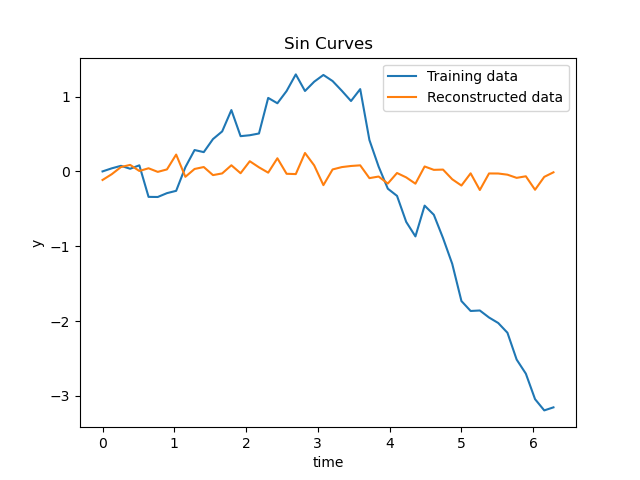 Sin Curves
Training data
Reconstructed data
y
1
0
−1
−2
−3
0 1 2 3 4 5 6
time